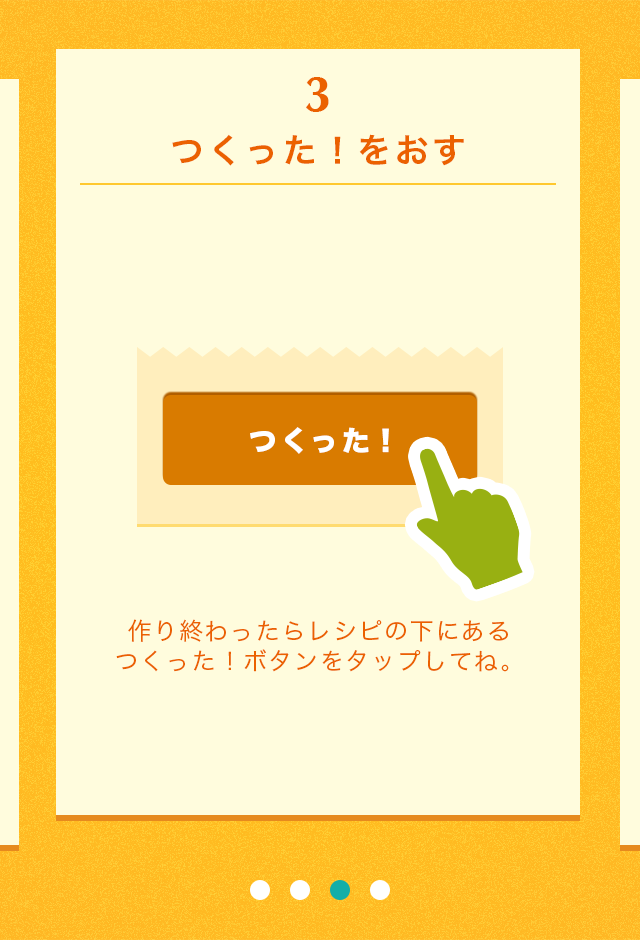 3
つくった！をおす
つくった！
作り終わったらレシピの下にある
つくった！ボタンをタップしてね。